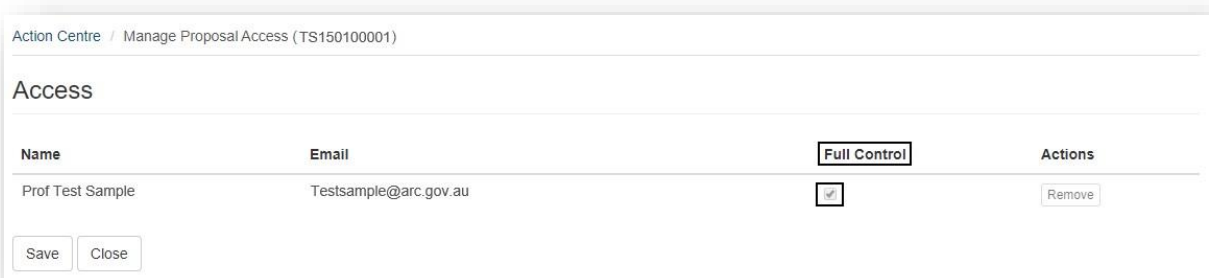 Action Centre / Manage Proposal Access (TS150100001)
Access
Name Email Full Control Actions
Prof Test Sample Testsample@arc.gov.au Remove
Save Close